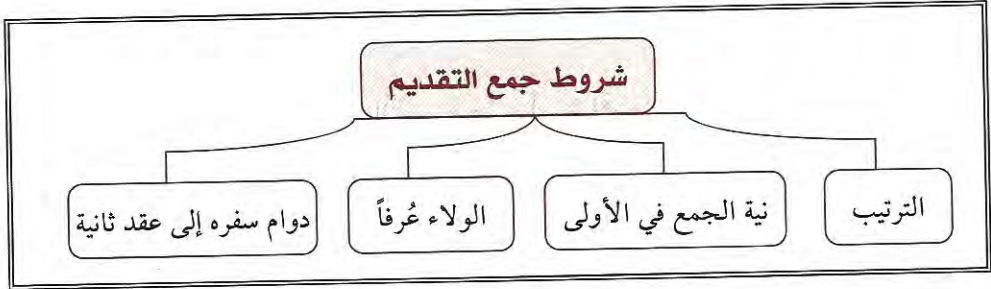 شروط جمع التقديم
الترتيب
نية الجمع في الأولى
الولاء عُرفاً
دوام سفره إلى عقد ثانية